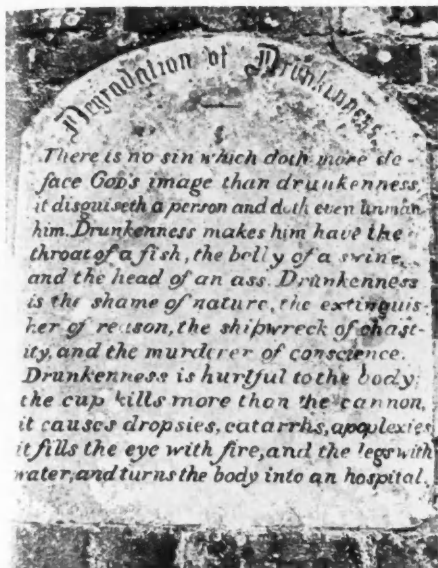 Degradation of Drunkenness.
There is no sin which doth more de-
face GOD's image than drunkenness,
it disguiseth a person and doth even unman
him. Drunkenness makes him have the
throat of a fish, the belly of a swine,
and the head of an ass. Drunkenness
is the shame of nature, the extinguis
her of reason, the shipwreck of chast-
ity, and the murderer of conscience.
Drunkenness is hurtful to the body;
the cup kills more than the cannon,
it causes dropsies, catarrhs, apoplexies
it fills the eye with fire, and the legs with
water, and turns the body into an hospital.